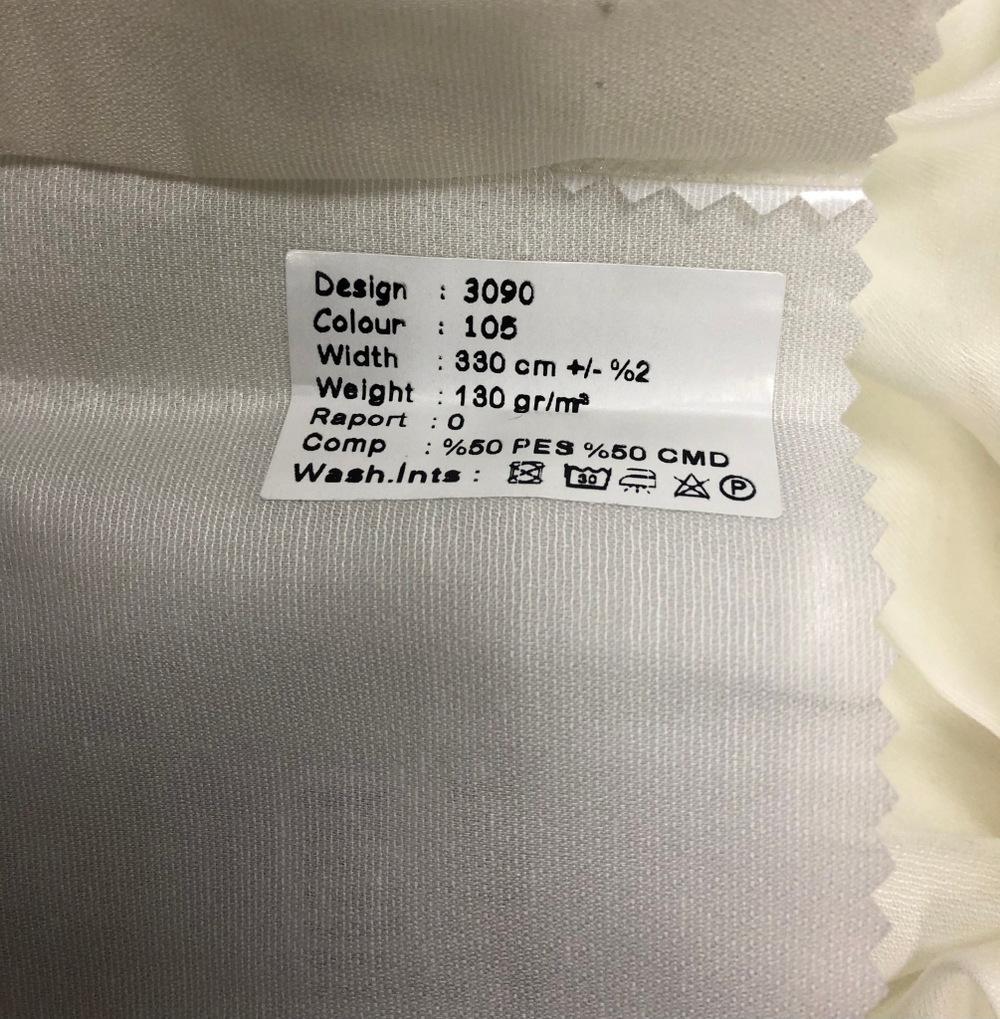 Design : 3090
Colour : 105
Width : 330 cm +/- %2
Weight : 130 gr/m²
Raport : 0
Comp : %50 PES %50 CMD
Wash.Ints : 30 P